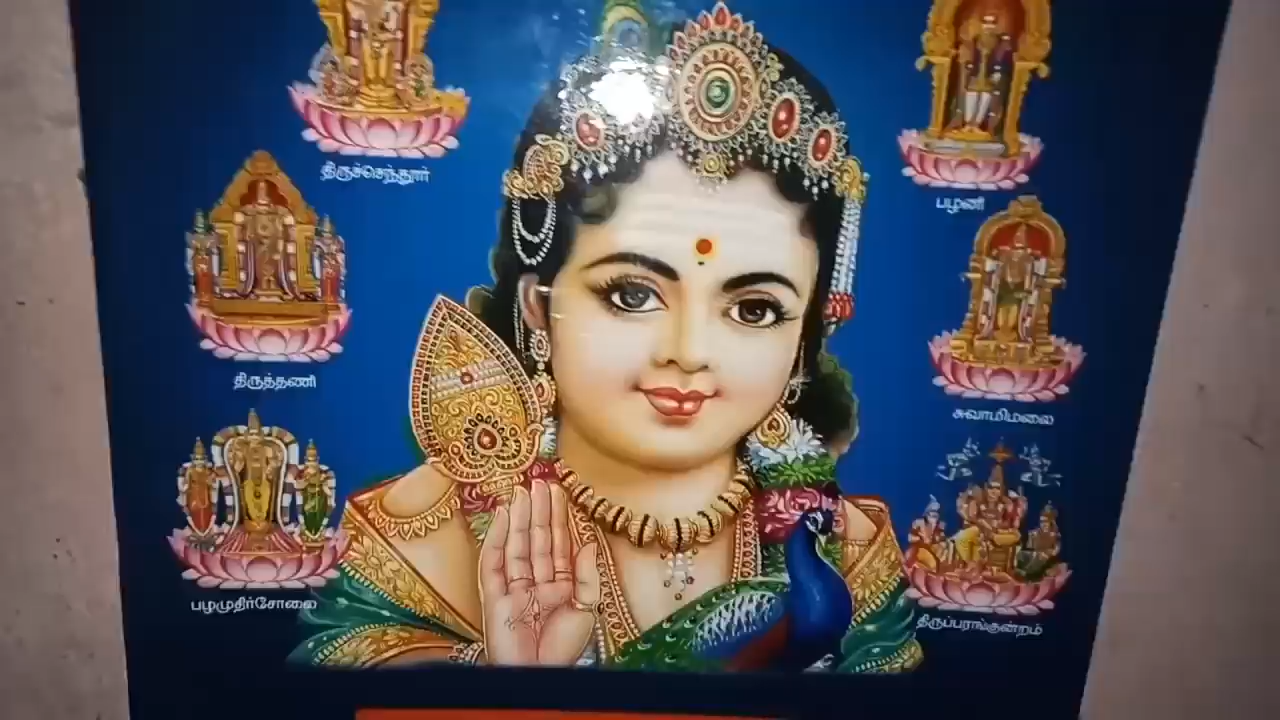 திருச்செந்தூர்
பழனி
திருத்தணி
சுவாமிமலை
பழமுதிர்சோலை
திருப்பரங்குன்றம்